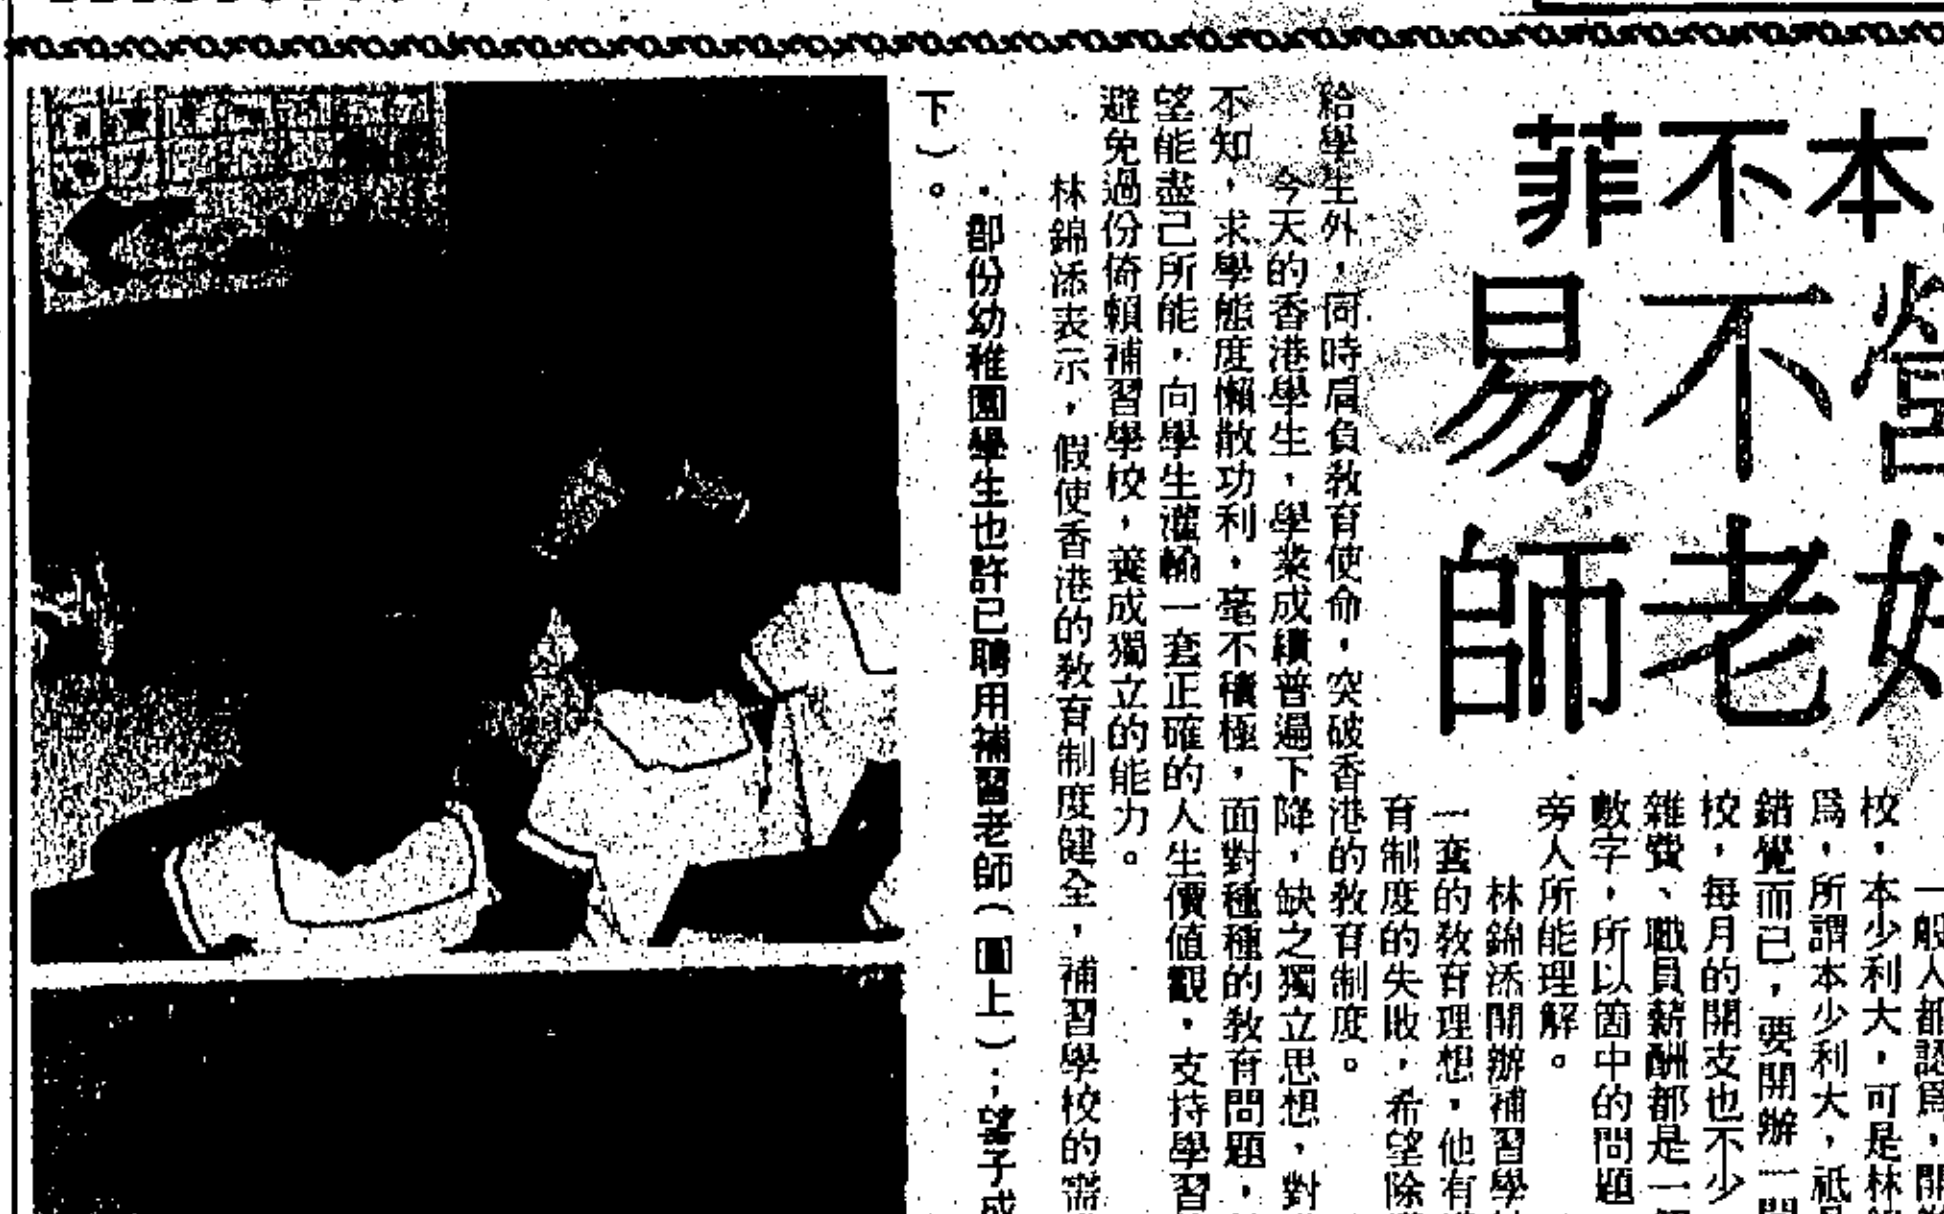 本不菲
營不易
好老師
一般人都認爲，開
校，本少利大，可是林
爲，所謂本少利大，祇
錯覺而已，要開辦一間
校，每月的開支也不少
雜費、職員薪酬都是一
數字，所以箇中的問題
旁人所能理解。
林錦添開辦補習學
一套的教育理想，他有
育制度的失敗，希望除
給學生外，同時肩負教育使命，突破香港的教育制度。
今天的香港學生，學業成績普遍下降，缺乏獨立思想，對
不知，求學態度懶散功利，毫不積極，面對種種的教育問題，
望能盡己所能，向學生灌輸一套正確的人生價值觀，支持學習
避免過份倚賴補習學校，養成獨立的能力。
林錦添表示，假使香港的教育制度健全，補習學校的需
部份幼稚園學生也許已聘用補習老師（圖上）；望子成
下）。